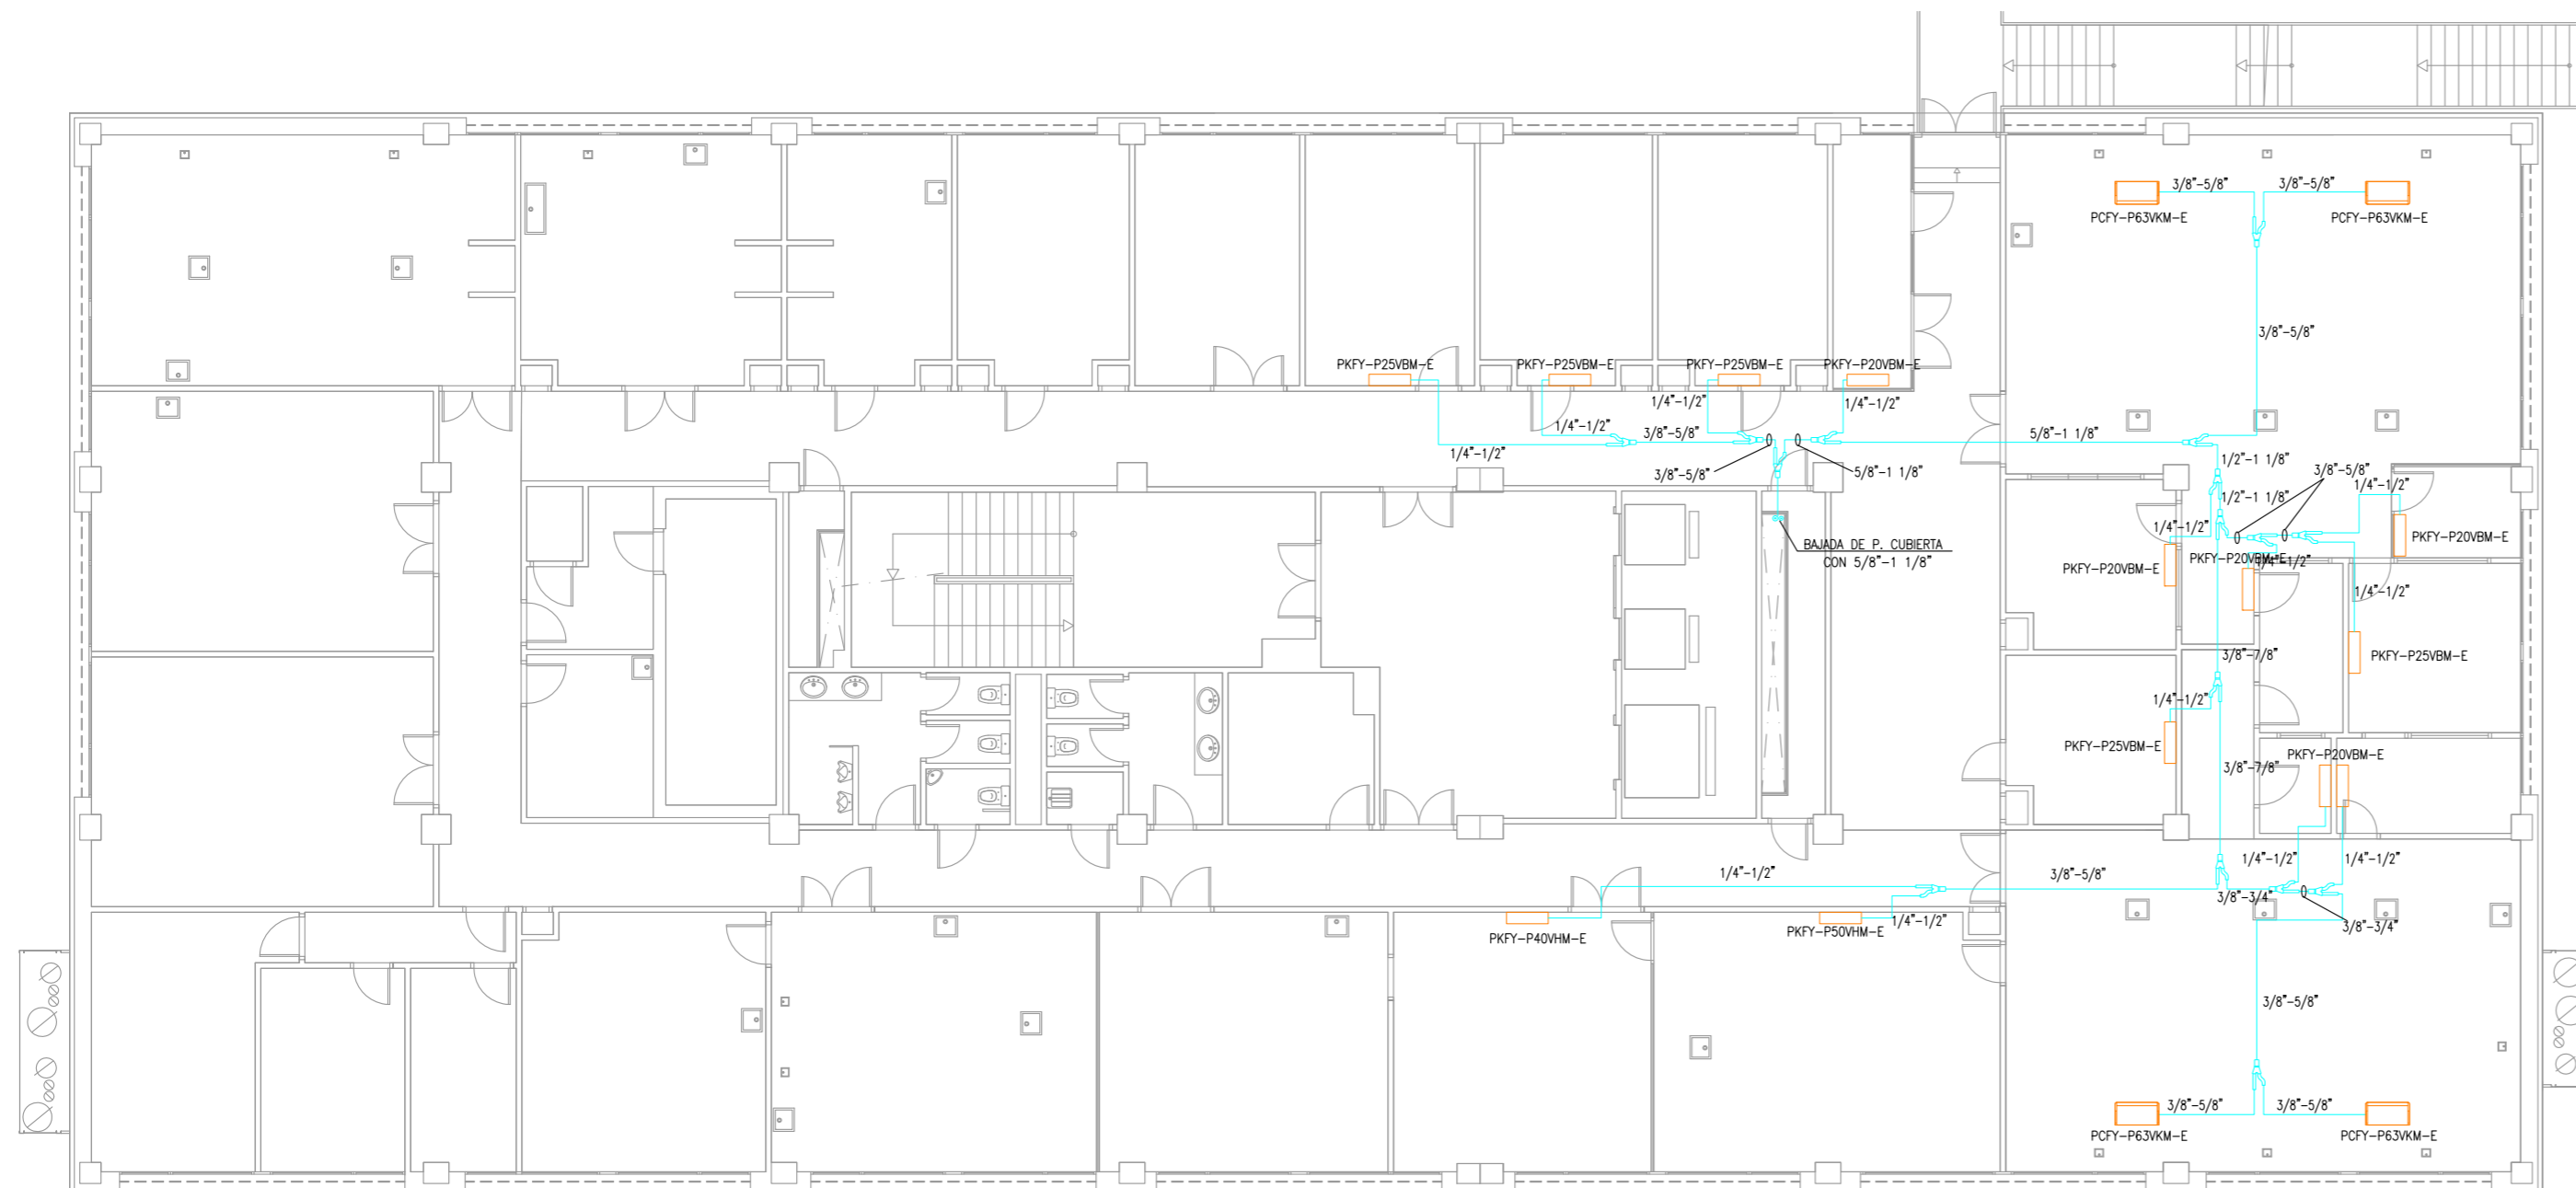 3/8"-5/8"
3/8"-5/8"
PCFY-P63VKM-E
PCFY-P63VKM-E
3/8"-5/8"
PKFY-P25VBM-E
PKFY-P25VBM-E
PKFY-P25VBM-E
PKFY-P20VBM-E
1/4"-1/2"
1/4"-1/2"
1/4"-1/2"
3/8"-5/8"
5/8"-1 1/8"
1/4"-1/2"
3/8"-5/8"
5/8"-1 1/8"
1/2"-1 1/8"
3/8"-5/8"
1/4"-1/2"
1/2"-1 1/8"
1/4"-1/2"
PKFY-P20VBM-E
BAJADA DE P. CUBIERTA
CON 5/8"-1 1/8"
PKFY-P20VBM-E
1/4"-1/2"
PKFY-P20VBM-E
1/4"-1/2"
3/8"-7/8"
PKFY-P25VBM-E
1/4"-1/2"
PKFY-P25VBM-E
PKFY-P20VBM-E
3/8"-7/8"
1/4"-1/2"
1/4"-1/2"
1/4"-1/2"
3/8"-5/8"
3/8"-3/4"
1/4"-1/2"
3/8"-3/4"
PKFY-P40VHM-E
PKFY-P50VHM-E
3/8"-5/8"
3/8"-5/8"
3/8"-5/8"
PCFY-P63VKM-E
PCFY-P63VKM-E